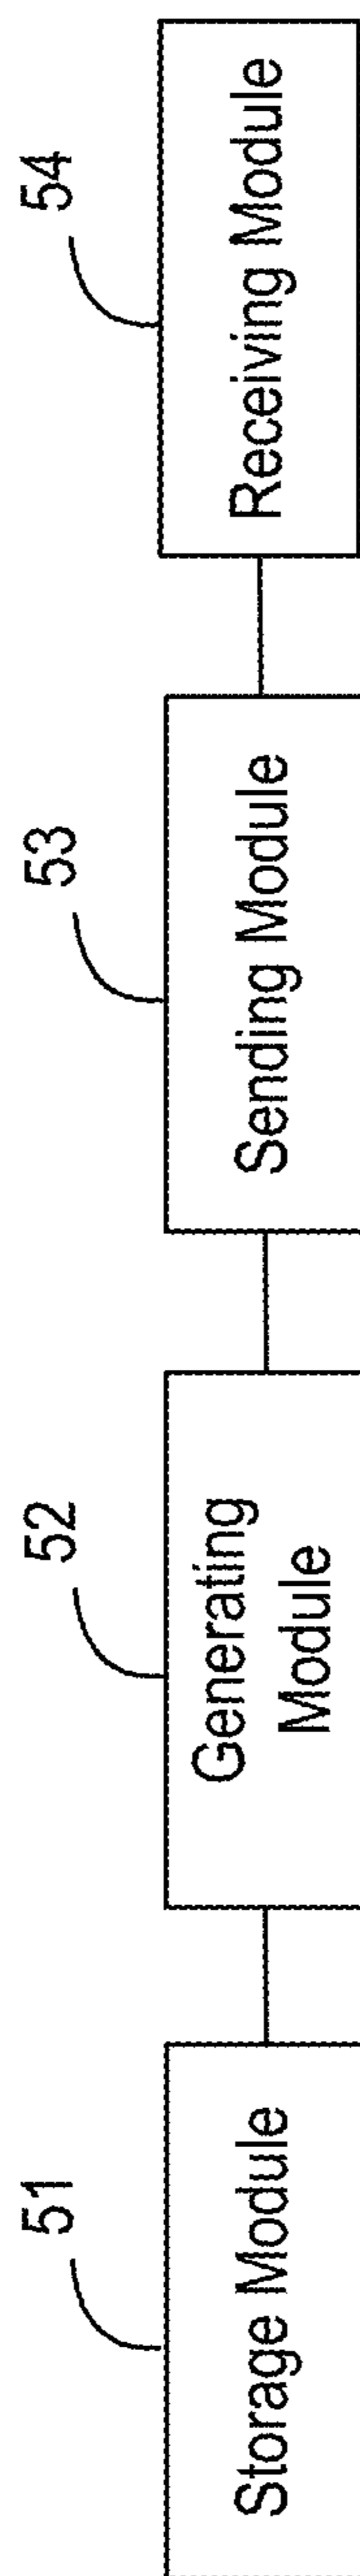 51
Storage Module
52
Generating
Module
53
Sending Module
54
Receiving Module